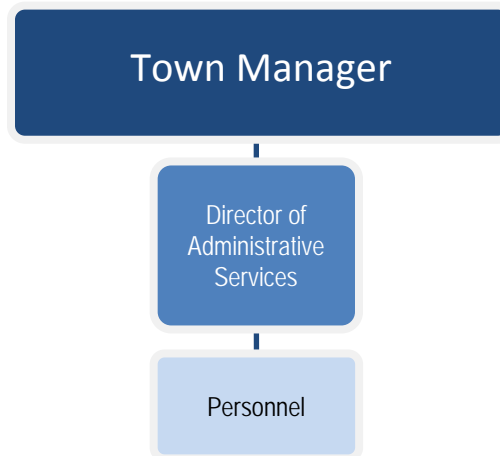 Town Manager
Director of
Administrative
Services
Personnel